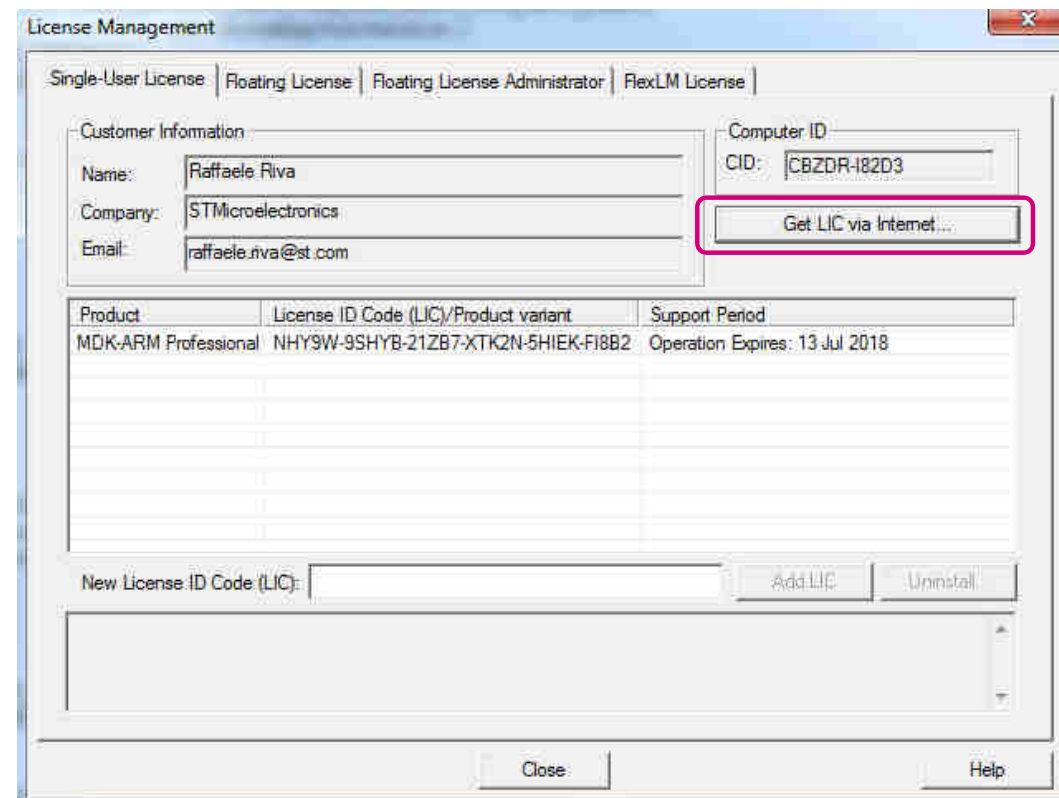 License Management
Single-User License Floating License Floating License Administrator FlexLM License
Customer Information
Name: Raffaele Riva
Company: STMicroelectronics
Email: raffaele.riva@st.com
Computer ID
CID: CBZDR-I82D3
Get LIC via Internet...
Product License ID Code (LIC)/Product variant Support Period
MDK-ARM Professional NHY9W-9SHYB-21ZB7-XTK2N-5HIEK-FI8B2 Operation Expires: 13 Jul 2018
New License ID Code (LIC): Add LIC Uninstall
Close Help